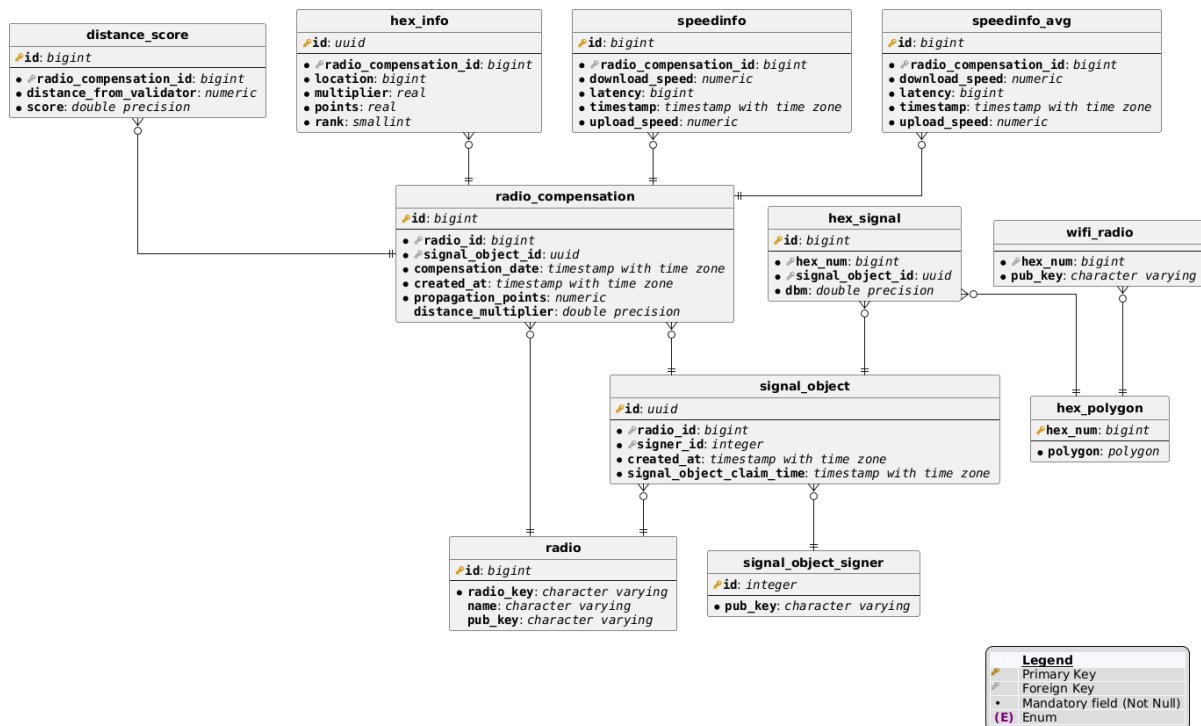 distance_score
id: bigint
radio_compensation_id: bigint
distance_from_validator: numeric
score: double precision
hex_info
id: uuid
radio_compensation_id: bigint
location: bigint
multiplier: real
points: real
rank: smallint
speedinfo
id: bigint
radio_compensation_id: bigint
download_speed: numeric
latency: bigint
timestamp: timestamp with time zone
upload_speed: numeric
speedinfo_avg
id: bigint
radio_compensation_id: bigint
download_speed: numeric
latency: bigint
timestamp: timestamp with time zone
upload_speed: numeric
radio_compensation
id: bigint
radio_id: bigint
signal_object_id: uuid
compensation_date: timestamp with time zone
created_at: timestamp with time zone
propagation_points: numeric
distance_multiplier: double precision
hex_signal
id: bigint
hex_num: bigint
signal_object_id: uuid
dbm: double precision
wifi_radio
hex_num: bigint
pub_key: character varying
signal_object
id: uuid
radio_id: bigint
signer_id: integer
created_at: timestamp with time zone
signal_object_claim_time: timestamp with time zone
hex_polygon
hex_num: bigint
polygon: polygon
radio
id: bigint
radio_key: character varying
name: character varying
pub_key: character varying
signal_object_signer
id: integer
pub_key: character varying
Legend
Primary Key
Foreign Key
• Mandatory field (Not Null)
(E) Enum